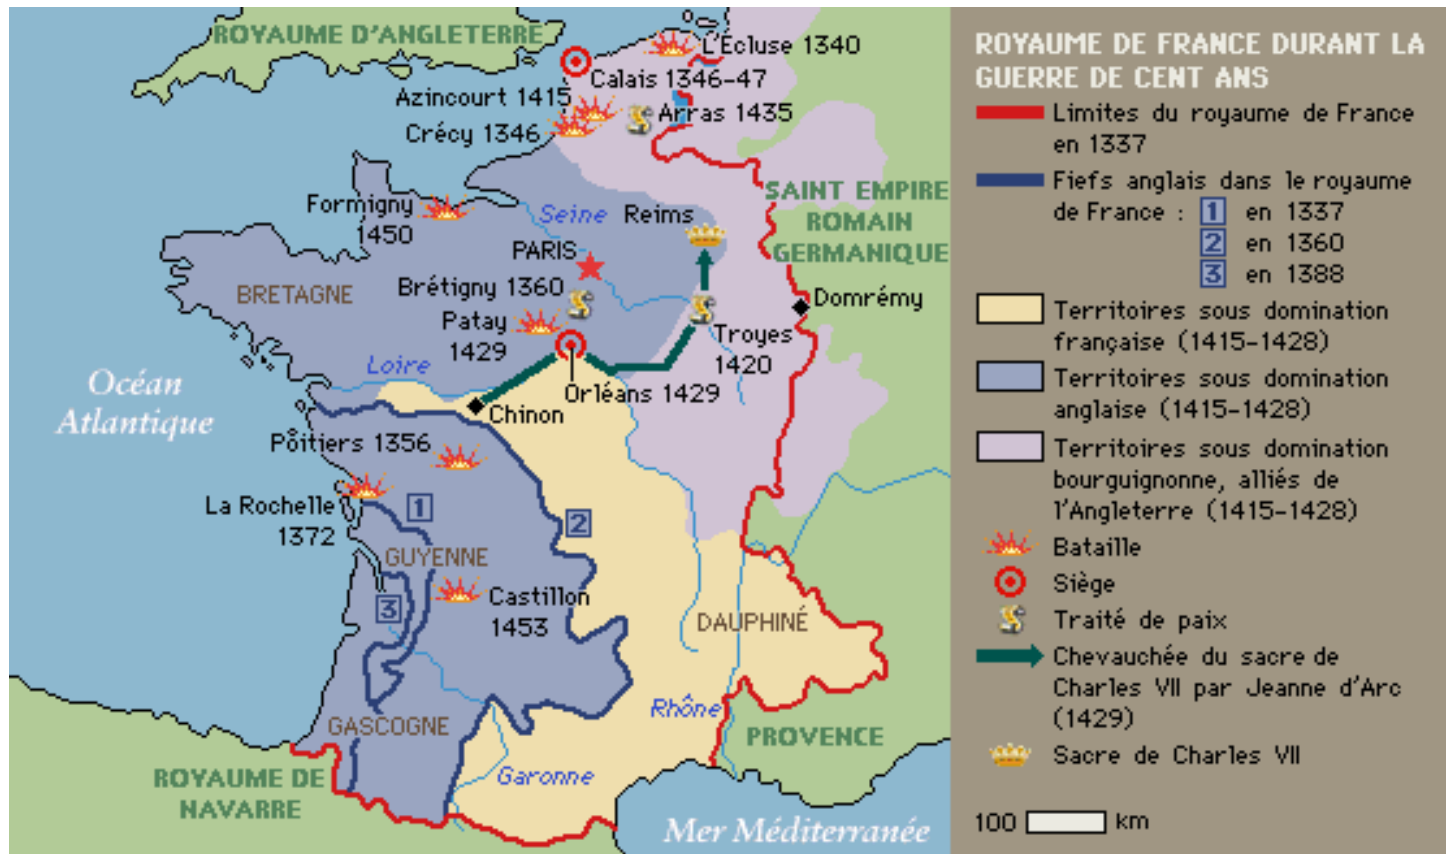 ROYAUME D'ANGLETERRE
L'Écluse 1340
Calais 1346-47
Azincourt 1415
Arras 1435
Crécy 1346
SAINT EMPIRE
ROMAIN
GERMANIQUE
Formigny
1450
Seine
Reims
PARIS
BRETAGNE
Brétigny 1360
Domrémy
Patay
1429
Troyes
1420
Loire
Orléans 1429
Océan
Atlantique
Chinon
Pôitiers 1356
La Rochelle
1372
1
2
GUYENNE
3
Castillon
1453
DAUPHINÉ
Rhône
GASCOGNE
PROVENCE
ROYAUME DE
NAVARRE
Garonne
Mer Méditerranée
ROYAUME DE FRANCE DURANT LA
GUERRE DE CENT ANS
Limites du royaume de France
en 1337
Fiefs anglais dans le royaume
de France : 1 en 1337
2 en 1360
3 en 1388
Territoires sous domination
française (1415-1428)
Territoires sous domination
anglaise (1415-1428)
Territoires sous domination
bourguignonne, alliés de
l'Angleterre (1415-1428)
Bataille
Siège
Traité de paix
Chevauchée du sacre de
Charles VII par Jeanne d'Arc
(1429)
Sacre de Charles VII
100 km